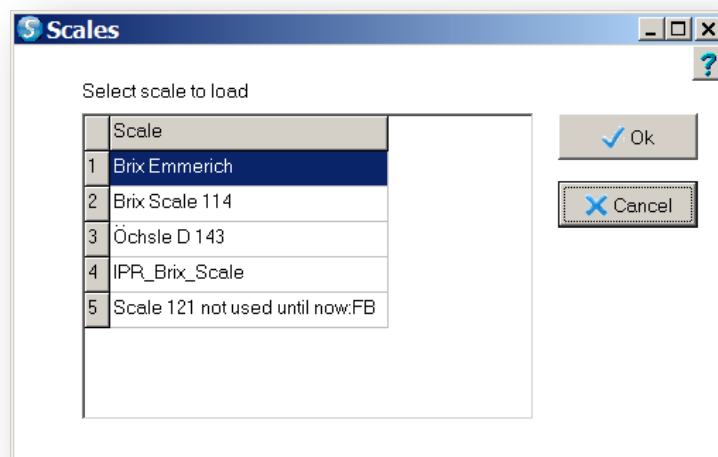 Scales
?
Select scale to load
Scale
1 Brix Emmerich
2 Brix Scale 114
3 Öchsle D 143
4 IPR_Brix_Scale
5 Scale 121 not used until now:FB
Ok
Cancel